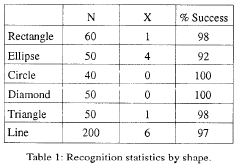 N X % Success
Rectangle 60 1 98
Ellipse 50 4 92
Circle 40 0 100
Diamond 50 0 100
Triangle 50 1 98
Line 200 6 97
Table 1: Recognition statistics by shape.